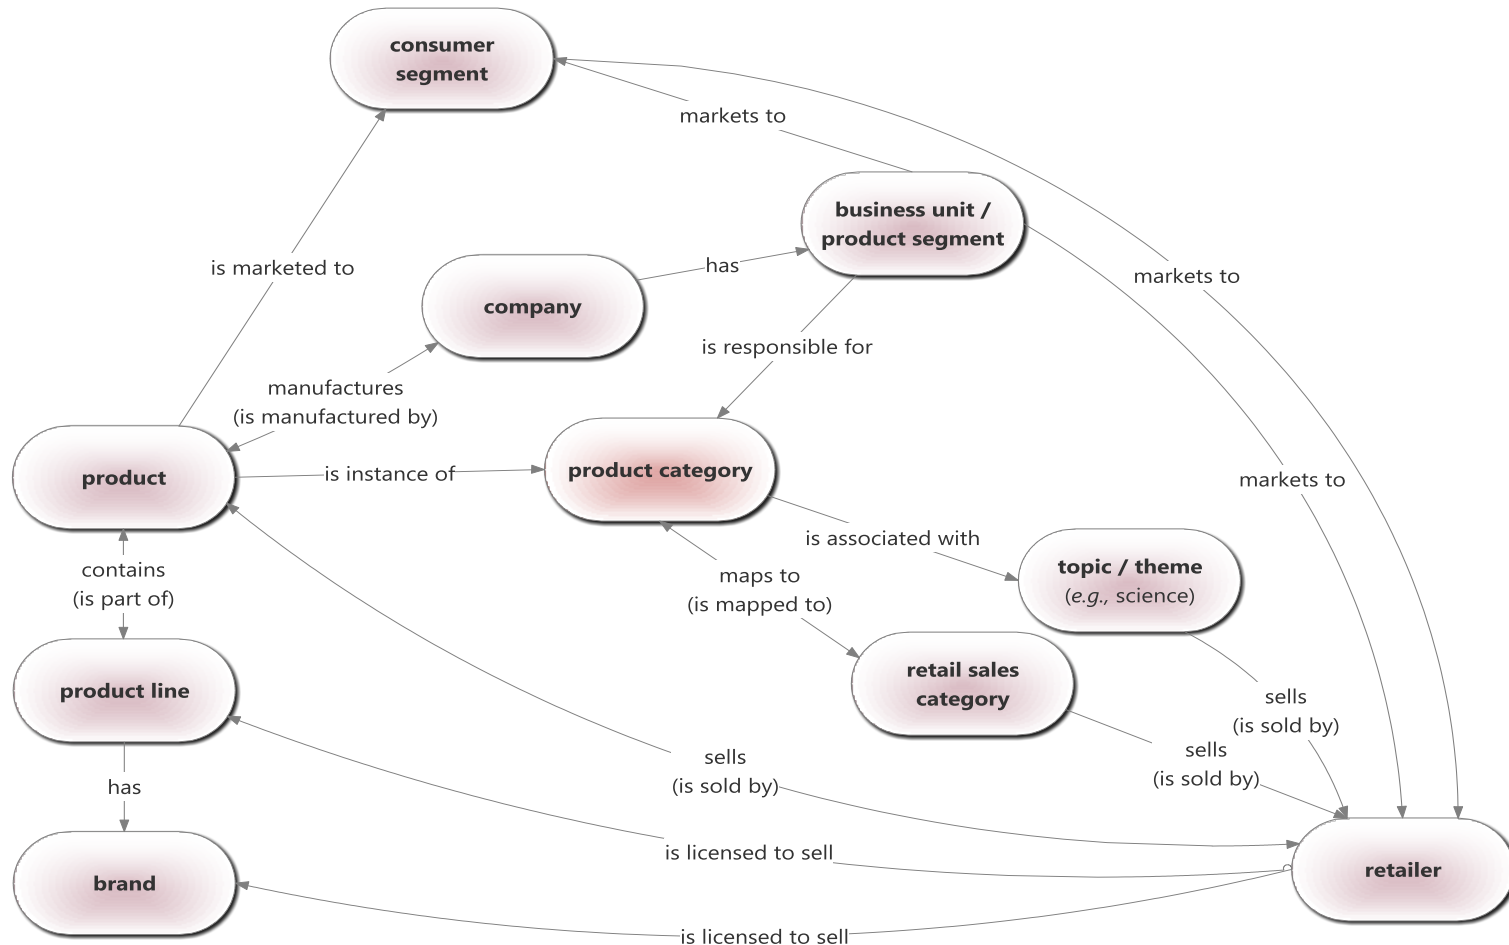 consumer
segment
markets to
business unit /
product segment
is marketed to
has
markets to
company
is responsible for
manufactures
(is manufactured by)
product
is instance of
product category
markets to
is associated with
topic / theme
(e.g., science)
contains
(is part of)
maps to
(is mapped to)
product line
retail sales
category
sells
(is sold by)
sells
(is sold by)
sells
(is sold by)
has
is licensed to sell
retailer
brand
is licensed to sell